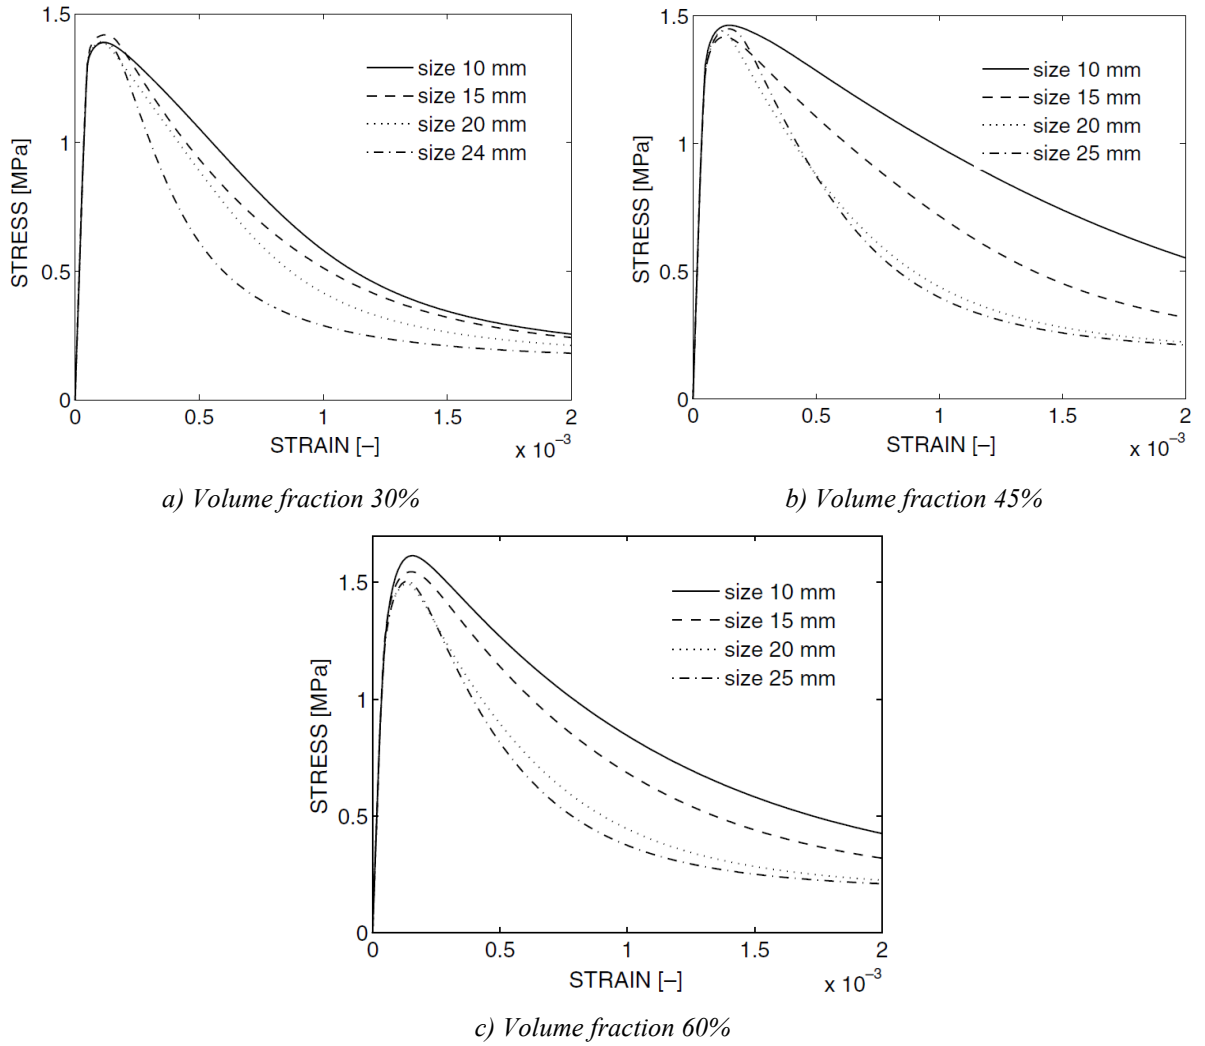 1.5
1
0.5
0
STRESS [MPa]
size 10 mm
size 15 mm
size 20 mm
size 24 mm
0 0.5 1 1.5 2
STRAIN [–]
x 10⁻³
a) Volume fraction 30%
1.5
1
0.5
0
STRESS [MPa]
size 10 mm
size 15 mm
size 20 mm
size 25 mm
0 0.5 1 1.5 2
STRAIN [–]
x 10⁻³
b) Volume fraction 45%
1.5
1
0.5
0
STRESS [MPa]
size 10 mm
size 15 mm
size 20 mm
size 25 mm
0 0.5 1 1.5 2
STRAIN [–]
x 10⁻³
c) Volume fraction 60%